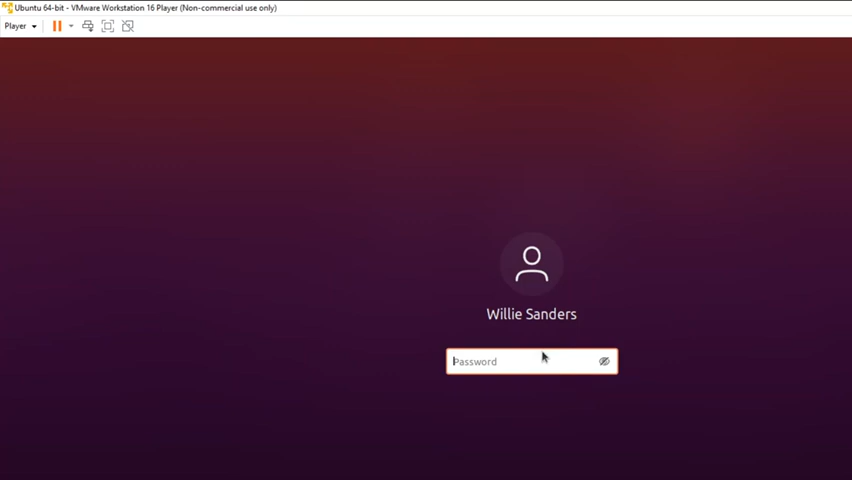 Ubuntu 64-bit - VMware Workstation 16 Player (Non-commercial use only)
Player
Willie Sanders
Password